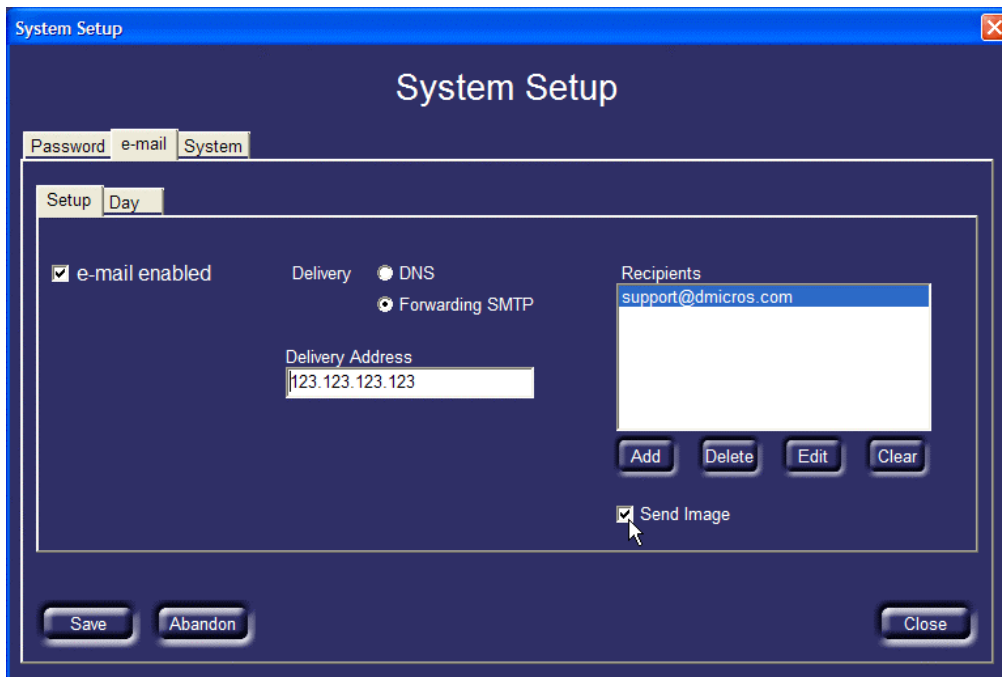 System Setup
System Setup
Password e-mail System
Setup Day
e-mail enabled
Delivery DNS
Forwarding SMTP
Delivery Address
123.123.123.123
Recipients
support@dmicros.com
Add Delete Edit Clear
Send Image
Save Abandon Close